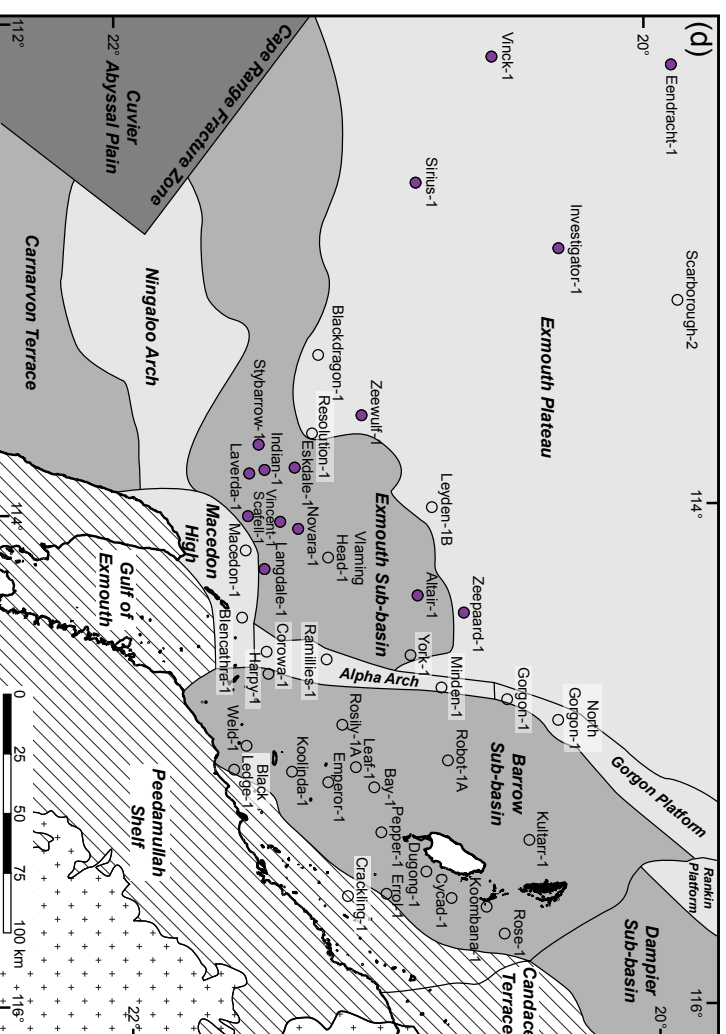 (d)
20°
22°
112°
Eendracht-1
Vinck-1
Sirius-1
Investigator-1
Scarborough-2
Cape Range Fracture Zone
Cuvier
Abyssal Plain
Exmouth Plateau
Carnarvon Terrace
Ningaloo Arch
Blackdragon-1
Zeewulf-1
Resolution-1
Stybarrow-1
Eskdale-1
Indian-1
Laverda-1
Leyden-1B
114°
Exmouth Sub-basin
Novara-1
Vincent-1
Scafell-1
Vlaming
Head-1
Langdale-1
Macedon-1
Macedon
High
114°
Gulf of
Exmouth
Altair-1
Zeepaard-1
York-1
Ramillies-1
Corowa-1
Harpy-1
Blencathra-1
Alpha Arch
Minden-1
Gorgon-1
North
Gorgon-1
Gorgon Platform
Rosily-1A
Robot-1A
Barrow
Sub-basin
Leaf-1
Bay-1
Emperor-1
Koolinda-1
Weld-1
Black
Ledge-1
Kultarr-1
Pepper-1
Dugong-1
Cycad-1
Errol-1
Koombana-1
Crackling-1
Rose-1
Rankin
Platform
Dampier
Sub-basin
Candace
Terrace
Peedamullah
Shelf
0
25
50
75
100 km
116°
20°
22°
116°